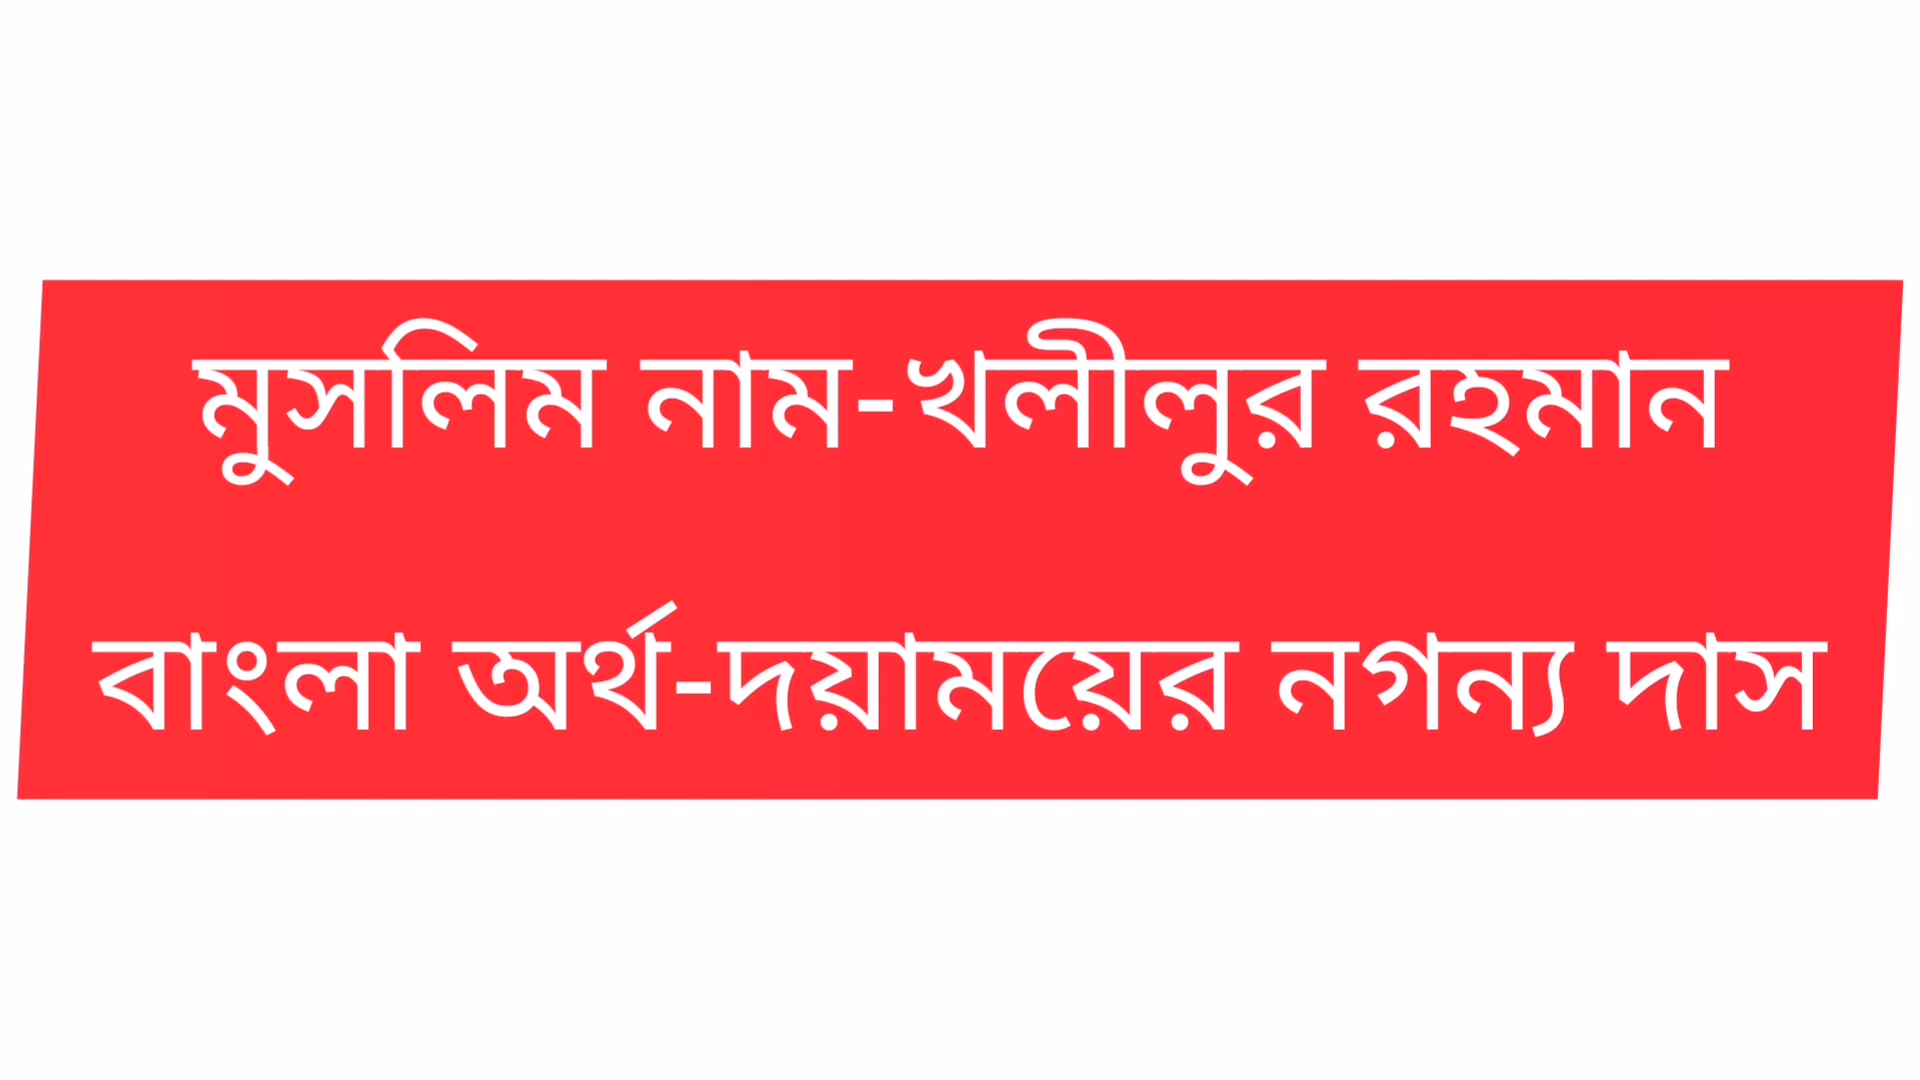 মুসলিম নাম-খলীলুর রহমান
বাংলা অর্থ-দয়াময়ের নগন্য দাস